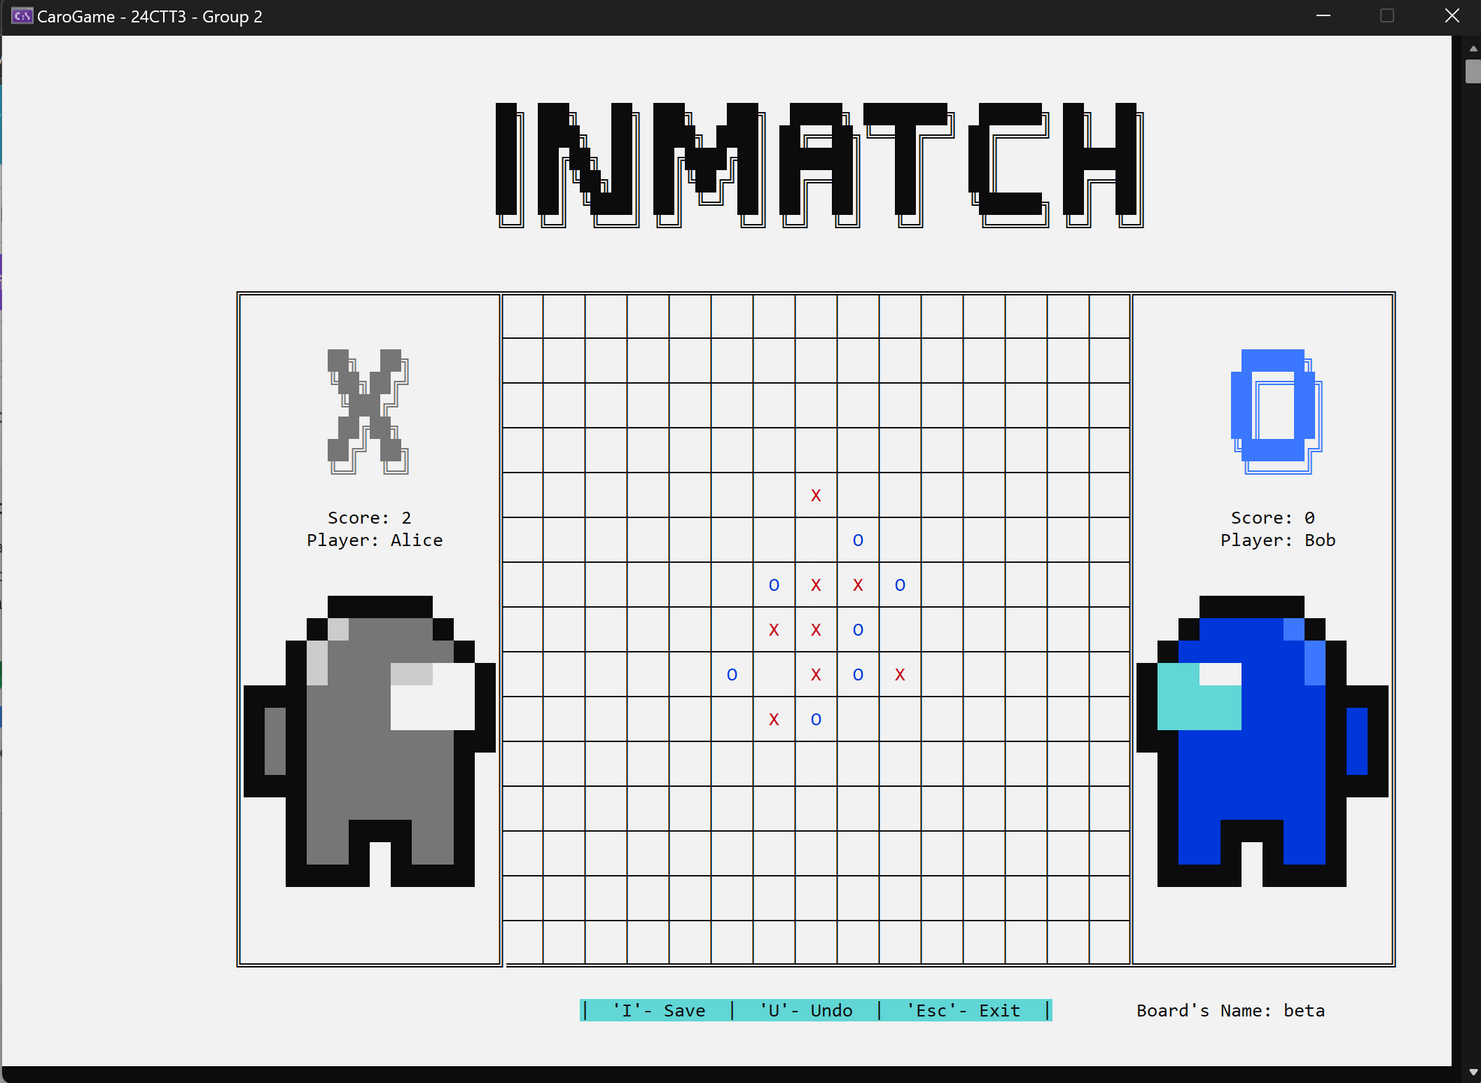 CaroGame - 24CTT3 - Group 2
INMATCH
X
O
Score: 2
Player: Alice
Score: 0
Player: Bob
X
O
O X X O
X X O
O X O X
X O
| 'I'- Save | 'U'- Undo | 'Esc'- Exit |
Board's Name: beta